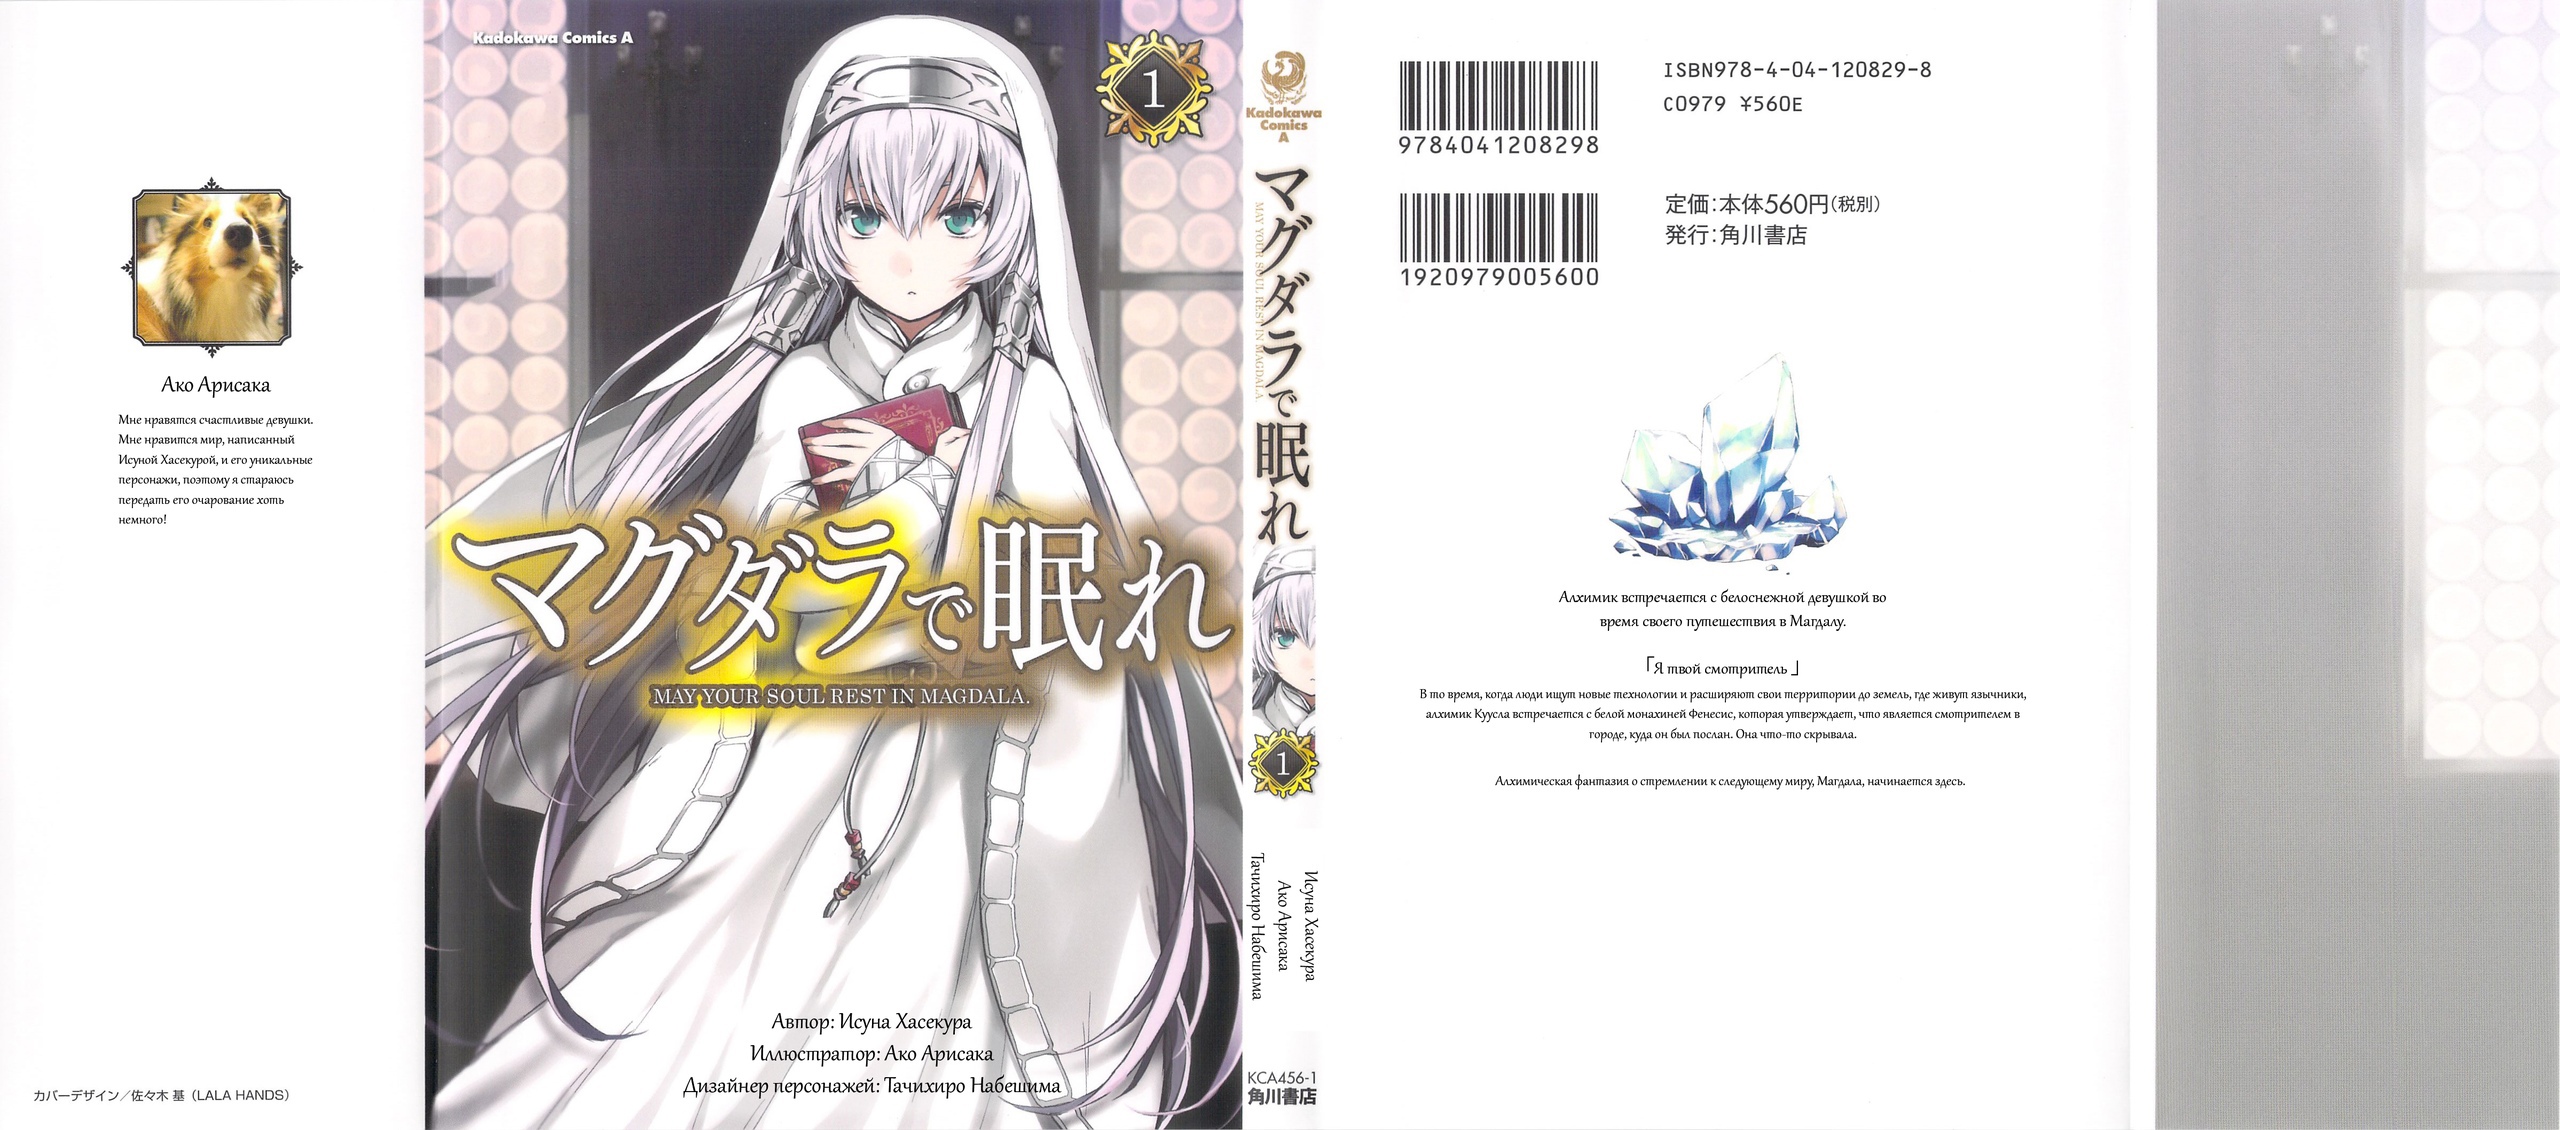 Ако Арисака
Мне нравятся счастливые девушки.
Мне нравится мир, написанный
Исуной Хасекурой, и его уникальные
персонажи, поэтому я стараюсь
передать его очарование хоть
немного!
カバーデザイン／佐々木 基（LALA HANDS）
Kadokawa Comics A
1
マグダラで眠れ
MAY YOUR SOUL REST IN MAGDALA.
Автор: Исуна Хасекура
Иллюстратор: Ако Арисака
Дизайнер персонажей: Тачихиро Набешима
Kadokawa
Comics
A
マグダラで眠れ
MAY YOUR SOUL REST IN MAGDALA.
1
Исуна Хасекура
Ако Арисака
Тачихиро Набешима
KCA456-1
角川書店
9784041208298
ISBN978-4-04-120829-8
C0979 ¥560E
1920979005600
定価：本体560円（税別）
発行：角川書店
Алхимик встречается с белоснежной девушкой во
время своего путешествия в Магдалу.
「Я твой смотритель 」
В то время, когда люди ищут новые технологии и расширяют свои территории до земель, где живут язычники,
алхимик Куусла встречается с белой монахиней Фенесис, которая утверждает, что является смотрителем в
городе, куда он был послан. Она что-то скрывала.
Алхимическая фантазия о стремлении к следующему миру, Магдала, начинается здесь.